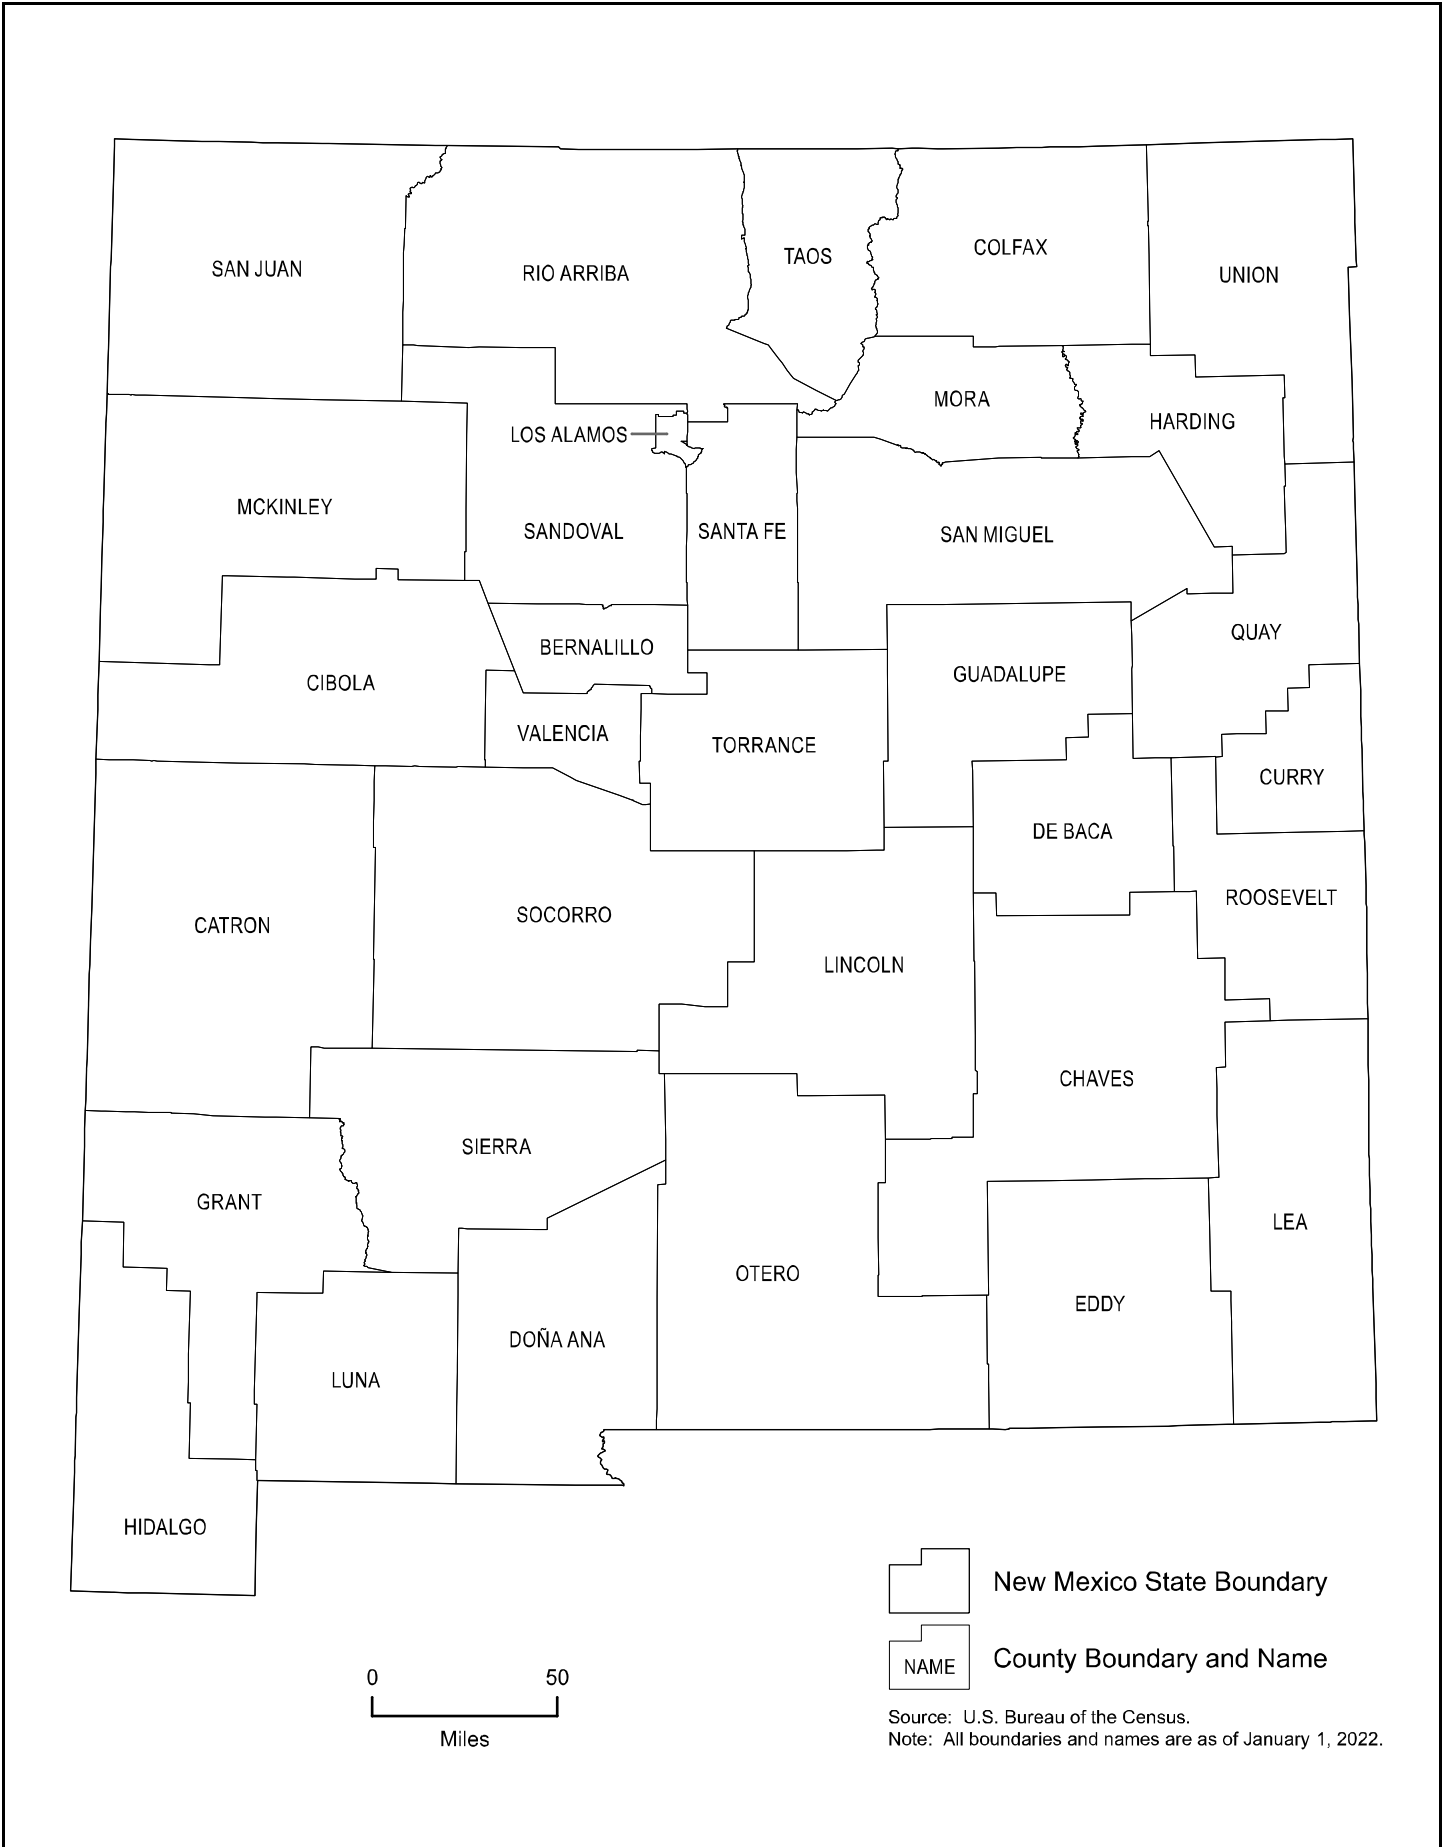 TAOS
COLFAX
SAN JUAN
RIO ARRIBA
UNION
MORA
HARDING
LOS ALAMOS
MCKINLEY
SANDOVAL
SANTA FE
SAN MIGUEL
QUAY
BERNALILLO
GUADALUPE
CIBOLA
VALENCIA
TORRANCE
CURRY
DE BACA
ROOSEVELT
CATRON
SOCORRO
LINCOLN
CHAVES
SIERRA
GRANT
LEA
OTERO
EDDY
DOÑA ANA
LUNA
HIDALGO
New Mexico State Boundary
NAME
County Boundary and Name
0 50
Miles
Source: U.S. Bureau of the Census.
Note: All boundaries and names are as of January 1, 2022.